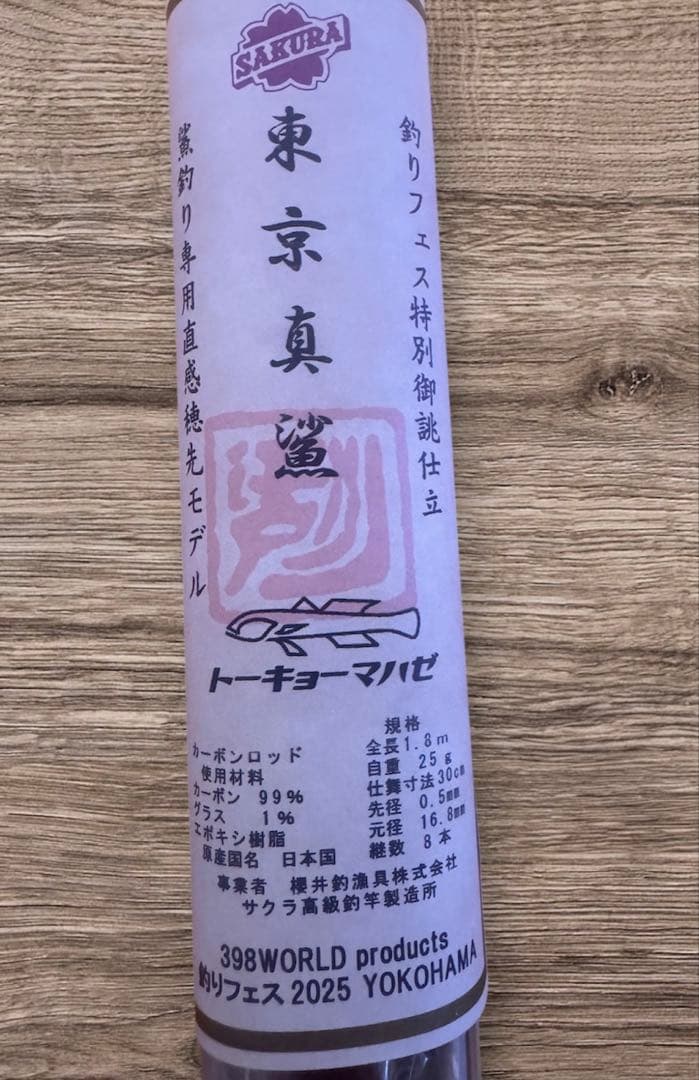 SAKURA
釣りフェス特別御誂仕立
東京真鯊
鯊釣り専用直感穂先モデル
トーキョーマハゼ
規格
全長1.8m
自重 25g
仕舞寸法30cm
先径 0.5mm
元径 16.8mm
継数 8本
カーボンロッド
使用材料
カーボン 99%
グラス 1%
エポキシ樹脂
原産国名 日本国
事業者 櫻井釣漁具株式会社
サクラ高級釣竿製造所
398WORLD products
釣りフェス2025 YOKOHAMA